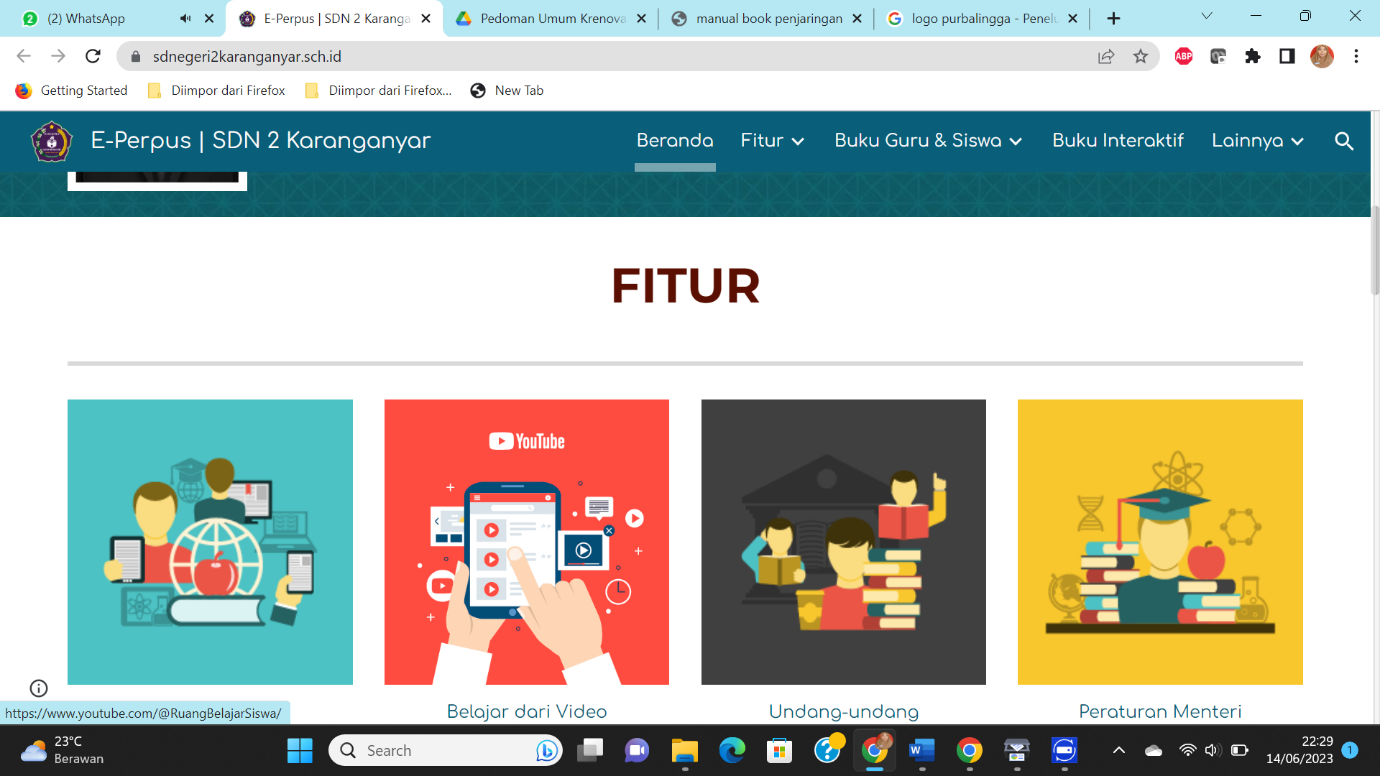 (2) WhatsApp
E-Perpus | SDN 2 Karanga
Pedoman Umum Krenova
manual book penjaringan
logo purbalingga - Penelu
sdnegeri2karanganyar.sch.id
ABP
Getting Started
Diimpor dari Firefox
Diimpor dari Firefox...
New Tab
E-Perpus | SDN 2 Karanganyar
Beranda
Fitur
Buku Guru & Siswa
Buku Interaktif
Lainnya
FITUR
YouTube
https://www.youtube.com/@RuangBelajarSiswa/
Belajar dari Video
Undang-undang
Peraturan Menteri
23°C
Berawan
Search
22:29
14/06/2023
1